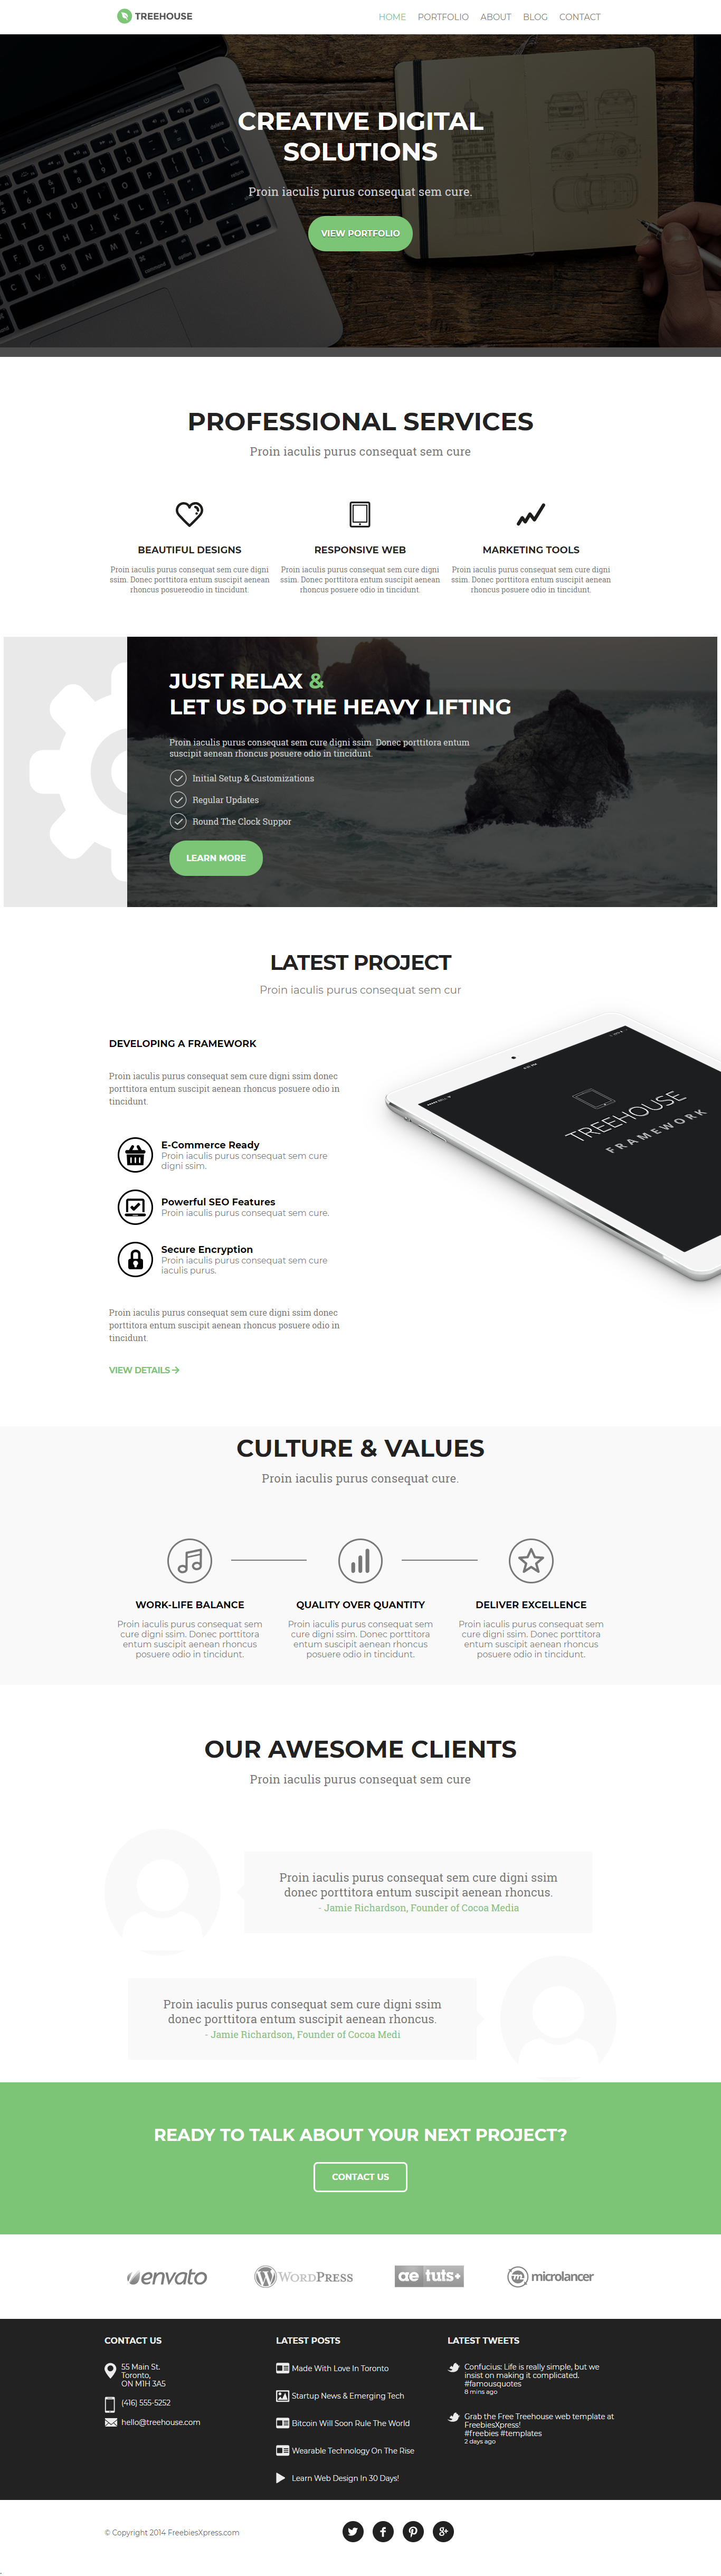 TREEHOUSE
HOME PORTFOLIO ABOUT BLOG CONTACT
CREATIVE DIGITAL
SOLUTIONS
Proin iaculis purus consequat sem cure.
VIEW PORTFOLIO
PROFESSIONAL SERVICES
Proin iaculis purus consequat sem cure
BEAUTIFUL DESIGNS
Proin iaculis purus consequat sem cure digni
ssim. Donec porttitora entum suscipit aenean
rhoncus posuereodio in tincidunt.
RESPONSIVE WEB
Proin iaculis purus consequat sem cure digni
ssim. Donec porttitora entum suscipit aenean
rhoncus posuere odio in tincidunt.
MARKETING TOOLS
Proin iaculis purus consequat sem cure digni
ssim. Donec porttitora entum suscipit aenean
rhoncus posuere odio in tincidunt.
JUST RELAX &
LET US DO THE HEAVY LIFTING
Proin iaculis purus consequat sem cure digni ssim. Donec porttitora entum
suscipit aenean rhoncus posuere odio in tincidunt.
Initial Setup & Customizations
Regular Updates
Round The Clock Suppor
LEARN MORE
LATEST PROJECT
Proin iaculis purus consequat sem cur
DEVELOPING A FRAMEWORK
Proin iaculis purus consequat sem cure digni ssim donec
porttitora entum suscipit aenean rhoncus posuere odio in
tincidunt.
E-Commerce Ready
Proin iaculis purus consequat sem cure
digni ssim.
Powerful SEO Features
Proin iaculis purus consequat sem cure.
Secure Encryption
Proin iaculis purus consequat sem cure
iaculis purus.
Proin iaculis purus consequat sem cure digni ssim donec
porttitora entum suscipit aenean rhoncus posuere odio in
tincidunt.
VIEW DETAILS
TREEHOUSE
FRAMEWORK
CULTURE & VALUES
Proin iaculis purus consequat cure.
WORK-LIFE BALANCE
Proin iaculis purus consequat sem
cure digni ssim. Donec porttitora
entum suscipit aenean rhoncus
posuere odio in tincidunt.
QUALITY OVER QUANTITY
Proin iaculis purus consequat sem
cure digni ssim. Donec porttitora
entum suscipit aenean rhoncus
posuere odio in tincidunt.
DELIVER EXCELLENCE
Proin iaculis purus consequat sem
cure digni ssim. Donec porttitora
entum suscipit aenean rhoncus
posuere odio in tincidunt.
OUR AWESOME CLIENTS
Proin iaculis purus consequat sem cure
Proin iaculis purus consequat sem cure digni ssim
donec porttitora entum suscipit aenean rhoncus.
- Jamie Richardson, Founder of Cocoa Media
Proin iaculis purus consequat sem cure digni ssim
donec porttitora entum suscipit aenean rhoncus.
- Jamie Richardson, Founder of Cocoa Medi
READY TO TALK ABOUT YOUR NEXT PROJECT?
CONTACT US
envato
WORDPRESS
ae tuts+
microlancer
CONTACT US
55 Main St.
Toronto,
ON M1H 3A5
(416) 555-5252
hello@treehouse.com
LATEST POSTS
Made With Love In Toronto
Startup News & Emerging Tech
Bitcoin Will Soon Rule The World
Wearable Technology On The Rise
Learn Web Design In 30 Days!
LATEST TWEETS
Confucius: Life is really simple, but we
insist on making it complicated.
#famousquotes
8 mins ago
Grab the Free Treehouse web template at
FreebiesXpress!
#freebies #templates
2 days ago
© Copyright 2014 FreebiesXpress.com